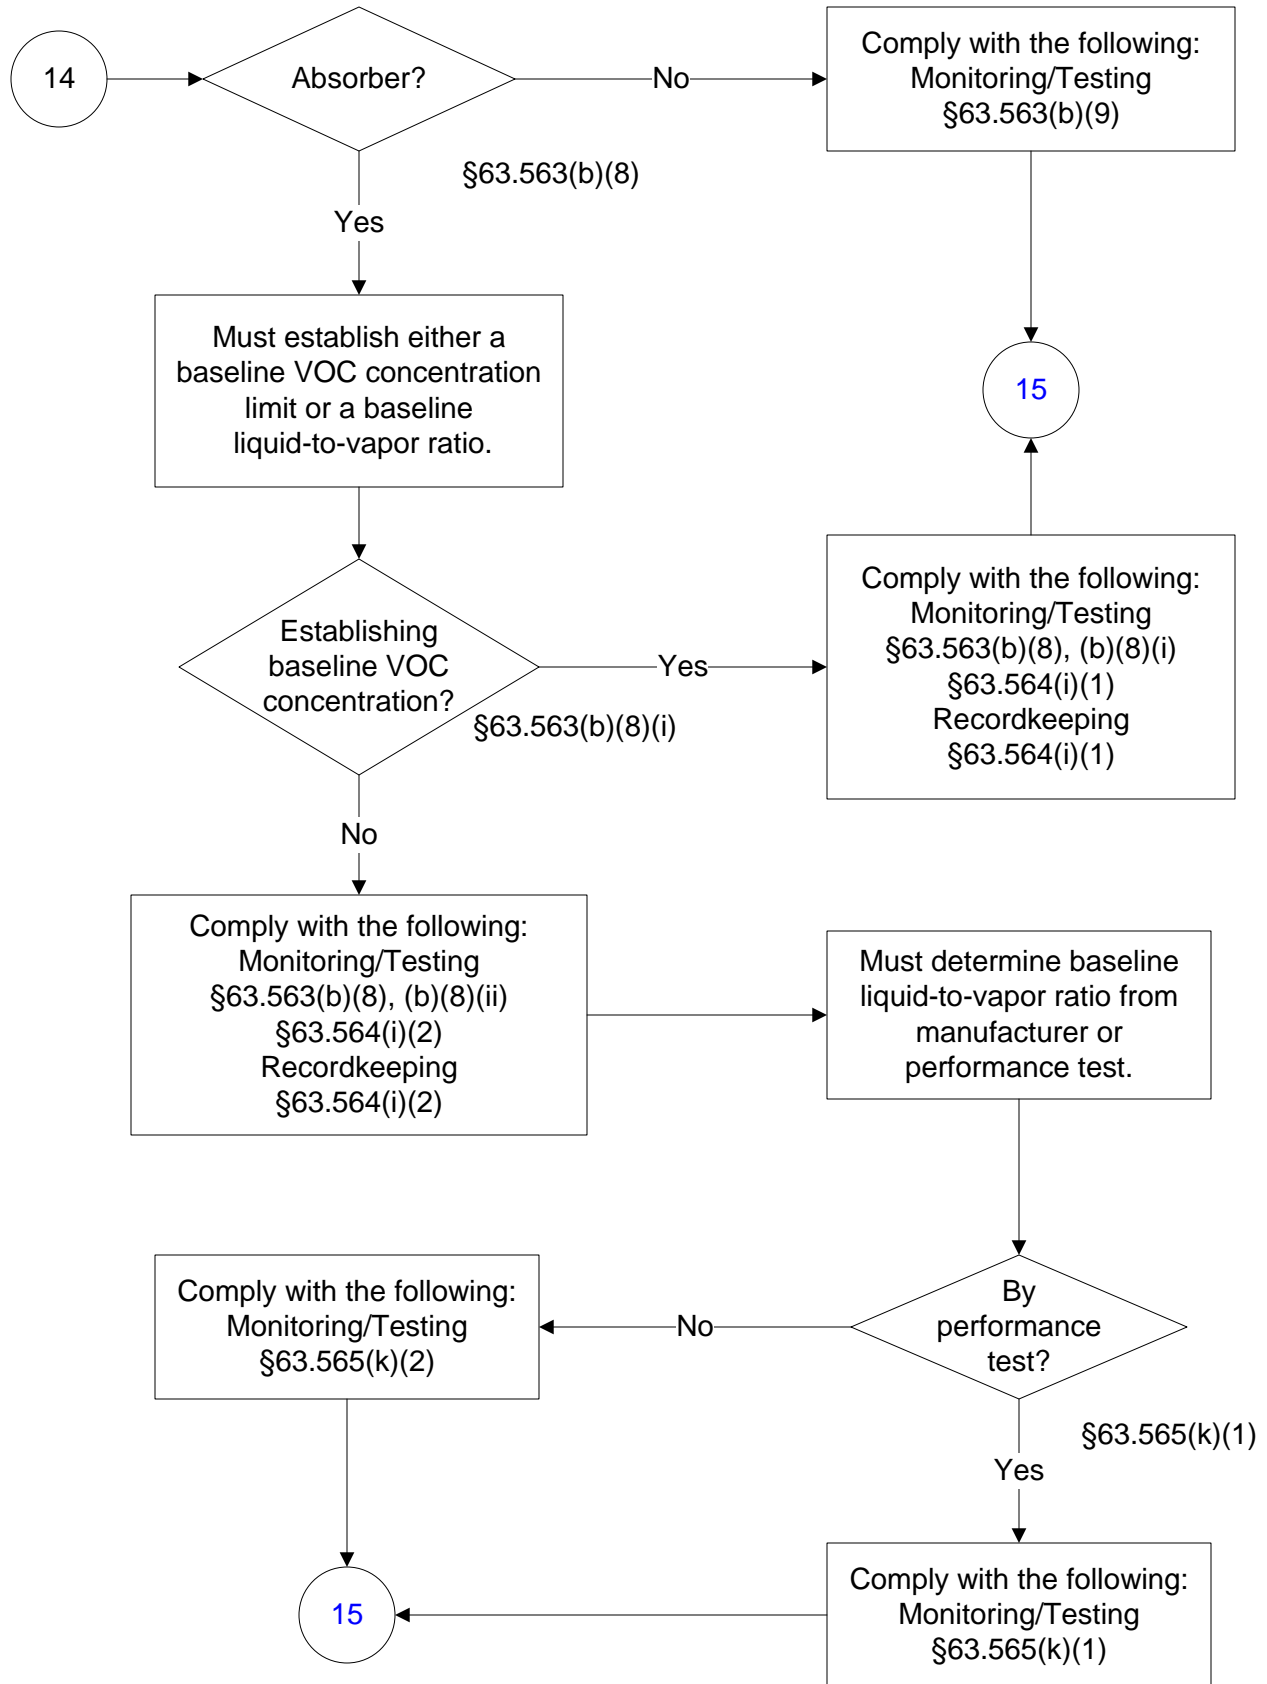 14
Absorber?
No
Comply with the following:
Monitoring/Testing
§63.563(b)(9)
§63.563(b)(8)
Yes
Must establish either a
baseline VOC concentration
limit or a baseline
liquid-to-vapor ratio.
15
Establishing
baseline VOC
concentration?
§63.563(b)(8)(i)
Yes
Comply with the following:
Monitoring/Testing
§63.563(b)(8), (b)(8)(i)
§63.564(i)(1)
Recordkeeping
§63.564(i)(1)
No
Comply with the following:
Monitoring/Testing
§63.563(b)(8), (b)(8)(ii)
§63.564(i)(2)
Recordkeeping
§63.564(i)(2)
Must determine baseline
liquid-to-vapor ratio from
manufacturer or
performance test.
By
performance
test?
No
Comply with the following:
Monitoring/Testing
§63.565(k)(2)
§63.565(k)(1)
Yes
Comply with the following:
Monitoring/Testing
§63.565(k)(1)
15